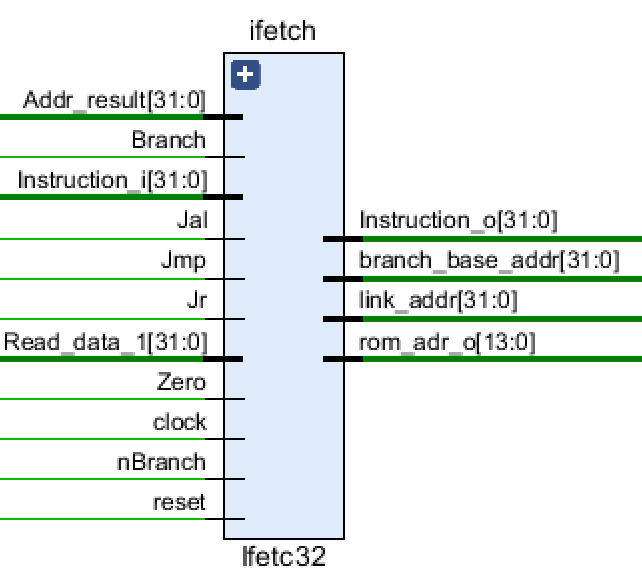 ifetch
Addr_result[31:0]
Branch
Instruction_i[31:0]
Jal
Jmp
Jr
Read_data_1[31:0]
Zero
clock
nBranch
reset
Instruction_o[31:0]
branch_base_addr[31:0]
link_addr[31:0]
rom_adr_o[13:0]
Ifetc32